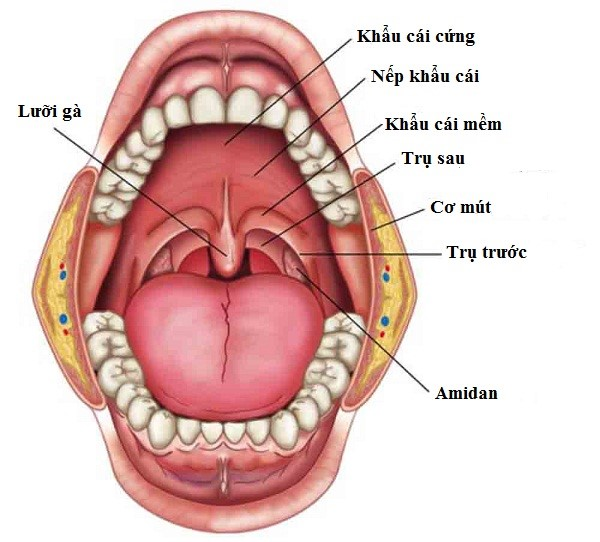 Khẩu cái cứng
Nếp khẩu cái
Lưỡi gà
Khẩu cái mềm
Trụ sau
Cơ mút
Trụ trước
Amidan